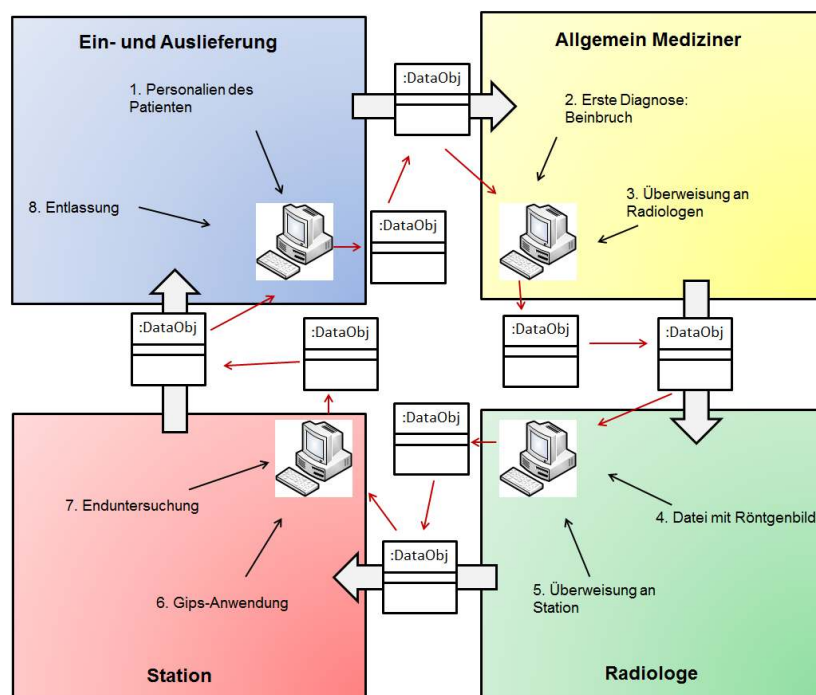 Ein- und Auslieferung
1. Personalien des
Patienten
8. Entlassung
:DataObj
:DataObj
Allgemein Mediziner
2. Erste Diagnose:
Beinbruch
3. Überweisung an
Radiologen
:DataObj
:DataObj
:DataObj
:DataObj
:DataObj
:DataObj
7. Enduntersuchung
6. Gips-Anwendung
Station
4. Datei mit Röntgenbild
5. Überweisung an
Station
Radiologe